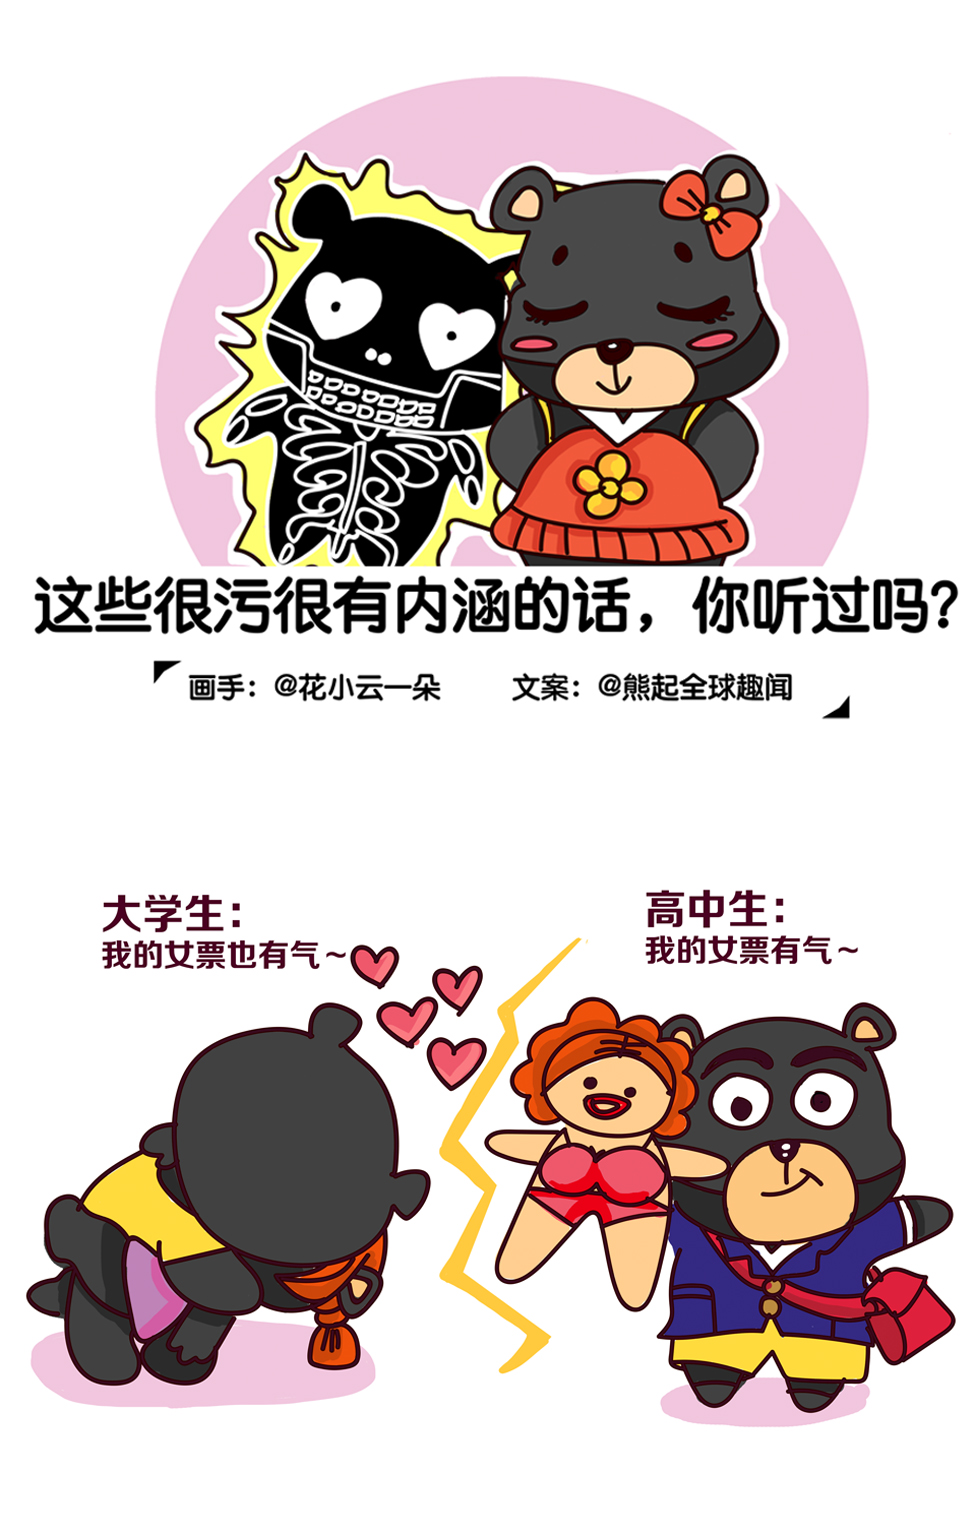 这些很污很有内涵的话，你听过吗？
画手：@花小云一朵　　文案：@熊起全球趣闻
大学生：
我的女票也有气～
高中生：
我的女票有气～